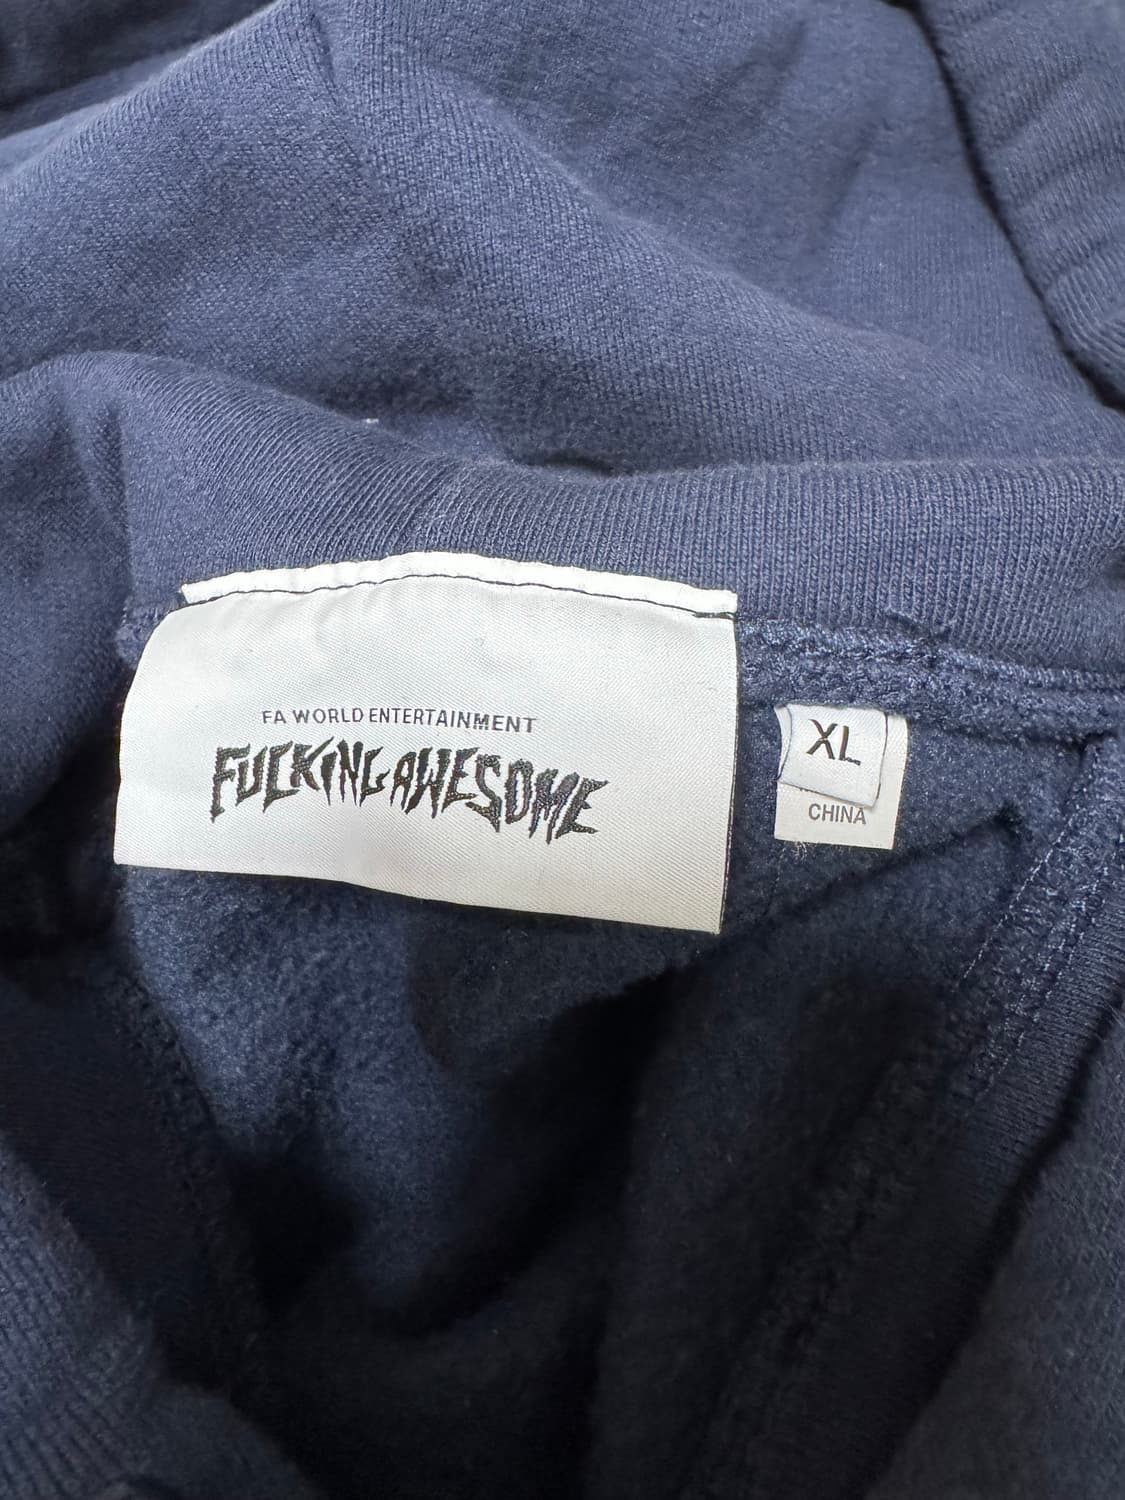 FA WORLD ENTERTAINMENT
FUCKING AWESOME
XL
CHINA